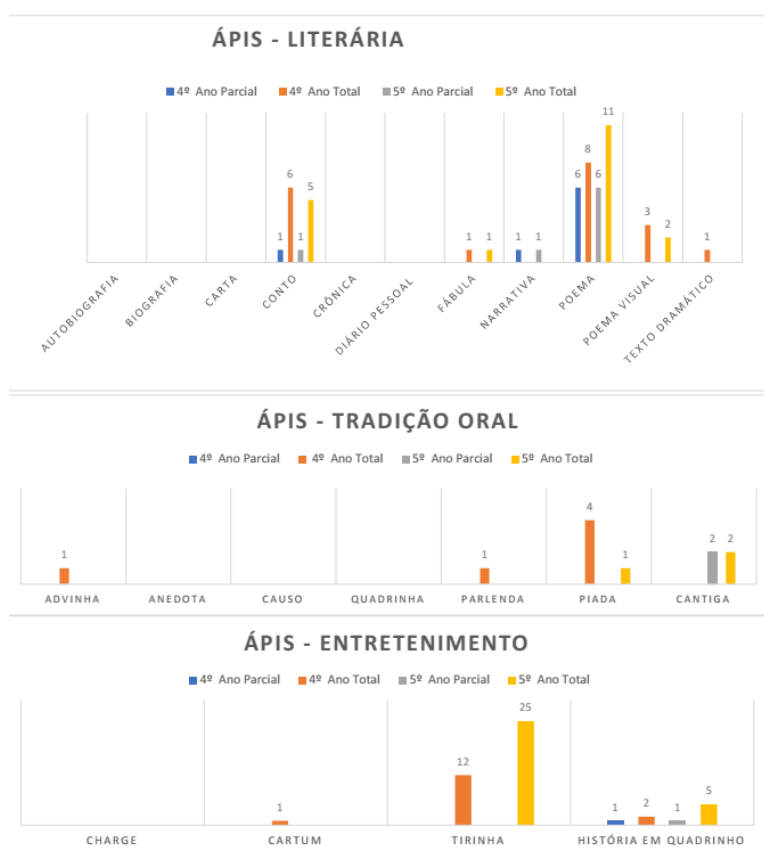 ÁPIS - LITERÁRIA
4º Ano Parcial 4º Ano Total 5º Ano Parcial 5º Ano Total
11
8
6 6
6
5
3
2
1 1
1 1
1 1
1
AUTOBIOGRAFIA BIOGRAFIA CARTA CONTO CRÔNICA DIÁRIO PESSOAL FÁBULA NARRATIVA POEMA POEMA VISUAL TEXTO DRAMÁTICO
ÁPIS - TRADIÇÃO ORAL
4º Ano Parcial 4º Ano Total 5º Ano Parcial 5º Ano Total
4
2 2
1 1 1
ADVINHA ANEDOTA CAUSO QUADRINHA PARLENDA PIADA CANTIGA
ÁPIS - ENTRETENIMENTO
4º Ano Parcial 4º Ano Total 5º Ano Parcial 5º Ano Total
25
12
5
1 1 2 1
CHARGE CARTUM TIRINHA HISTÓRIA EM QUADRINHO